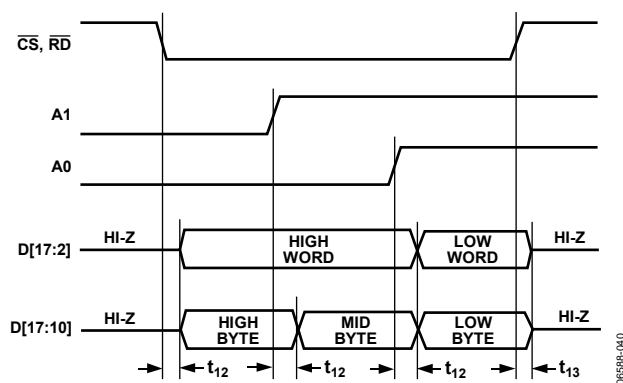 CS, RD
A1
A0
D[17:2] HI-Z HIGH WORD LOW WORD HI-Z
D[17:10] HI-Z HIGH BYTE MID BYTE LOW BYTE HI-Z
t12 t12 t12 t13
06588-040